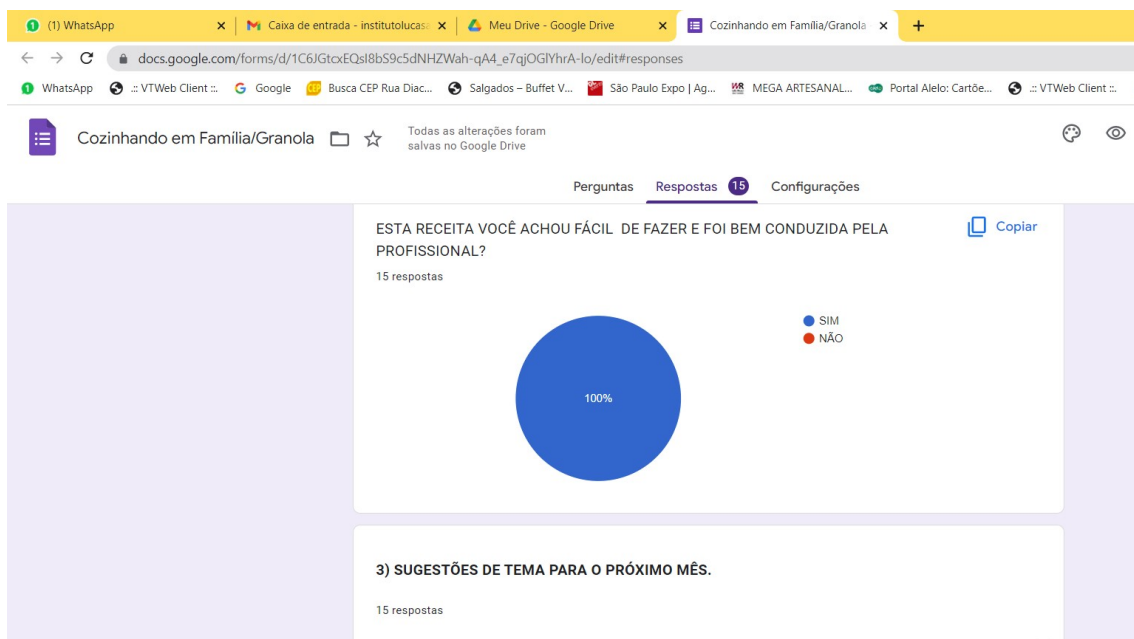 (1) WhatsApp
Caixa de entrada - institutolucasa
Meu Drive - Google Drive
Cozinhando em Família/Granola
docs.google.com/forms/d/1C6JGtcxEQsI8bS9c5dNHZWah-qA4_e7qjOGlYhrA-lo/edit#responses
WhatsApp
.:: VTWeb Client ::.
Google
Busca CEP Rua Diac...
Salgados – Buffet V...
São Paulo Expo | Ag...
MEGA ARTESANAL...
Portal Alelo: Cartõe...
.:: VTWeb Client ::.
Cozinhando em Família/Granola
Todas as alterações foram
salvas no Google Drive
Perguntas Respostas 15 Configurações
ESTA RECEITA VOCÊ ACHOU FÁCIL DE FAZER E FOI BEM CONDUZIDA PELA
PROFISSIONAL?
Copiar
15 respostas
SIM
NÃO
100%
3) SUGESTÕES DE TEMA PARA O PRÓXIMO MÊS.
15 respostas